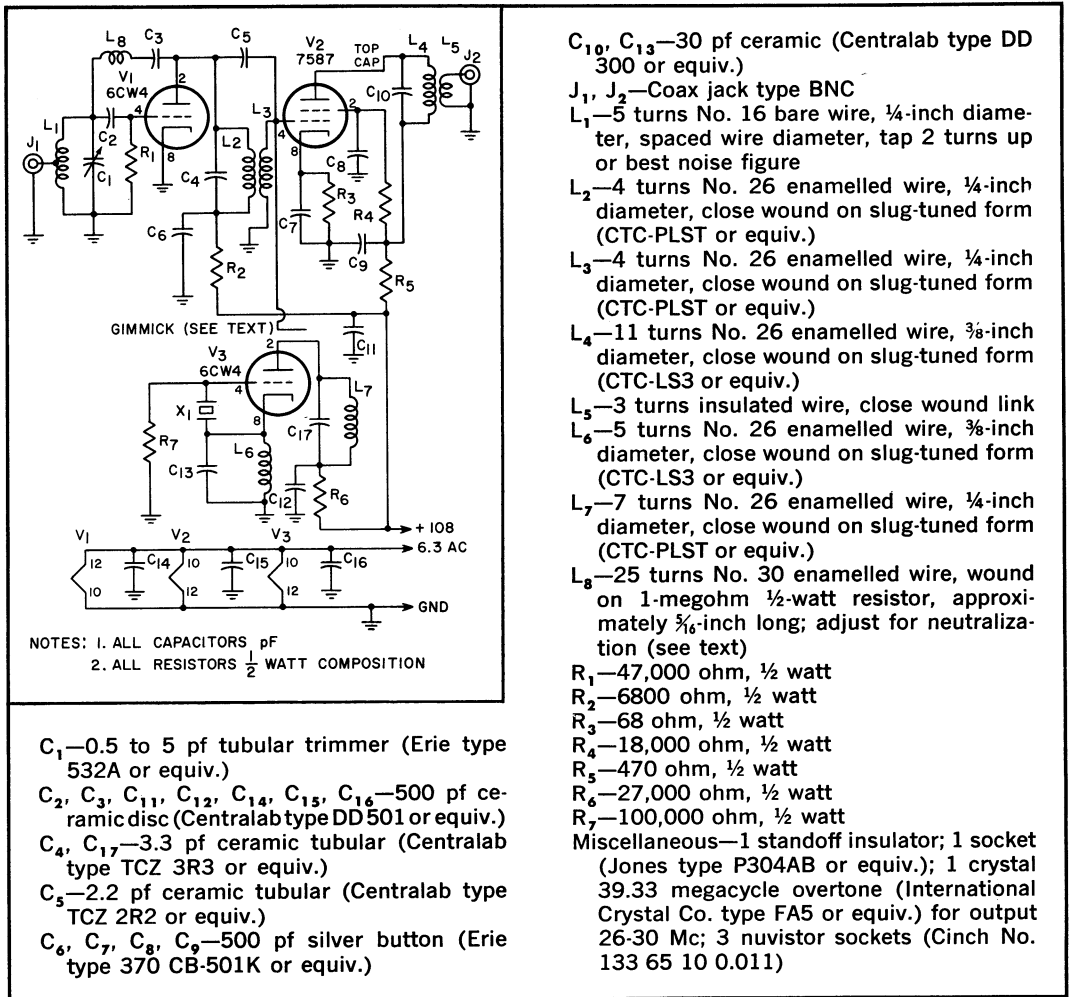 L8
C3
C5
V2
7587
TOP
CAP
L4
L5
J2
V1
6CW4
2
4
8
L3
2
4
8
C10
J1
L1
C2
C1
R1
L2
C4
C8
R3
R4
C6
C7
C9
R2
R5
GIMMICK (SEE TEXT)
C11
V3
6CW4
2
4
8
L7
X1
C17
R7
L6
C13
C12
R6
+ 108
6.3 AC
V1
V2
V3
12
C14
10
C15
10
C16
10
12
12
GND
NOTES: 1. ALL CAPACITORS pF
2. ALL RESISTORS 1/2 WATT COMPOSITION
C1—0.5 to 5 pf tubular trimmer (Erie type
532A or equiv.)
C2, C3, C11, C12, C14, C15, C16—500 pf ce-
ramic disc (Centralab type DD 501 or equiv.)
C4, C17—3.3 pf ceramic tubular (Centralab
type TCZ 3R3 or equiv.)
C5—2.2 pf ceramic tubular (Centralab type
TCZ 2R2 or equiv.)
C6, C7, C8, C9—500 pf silver button (Erie
type 370 CB-501K or equiv.)
C10, C13—30 pf ceramic (Centralab type DD
300 or equiv.)
J1, J2—Coax jack type BNC
L1—5 turns No. 16 bare wire, ¼-inch diame-
ter, spaced wire diameter, tap 2 turns up
or best noise figure
L2—4 turns No. 26 enamelled wire, ¼-inch
diameter, close wound on slug-tuned form
(CTC-PLST or equiv.)
L3—4 turns No. 26 enamelled wire, ¼-inch
diameter, close wound on slug-tuned form
(CTC-PLST or equiv.)
L4—11 turns No. 26 enamelled wire, ⅜-inch
diameter, close wound on slug-tuned form
(CTC-LS3 or equiv.)
L5—3 turns insulated wire, close wound link
L6—5 turns No. 26 enamelled wire, ⅜-inch
diameter, close wound on slug-tuned form
(CTC-LS3 or equiv.)
L7—7 turns No. 26 enamelled wire, ¼-inch
diameter, close wound on slug-tuned form
(CTC-PLST or equiv.)
L8—25 turns No. 30 enamelled wire, wound
on 1-megohm ½-watt resistor, approxi-
mately 5/16-inch long; adjust for neutraliza-
tion (see text)
R1—47,000 ohm, ½ watt
R2—6800 ohm, ½ watt
R3—68 ohm, ½ watt
R4—18,000 ohm, ½ watt
R5—470 ohm, ½ watt
R6—27,000 ohm, ½ watt
R7—100,000 ohm, ½ watt
Miscellaneous—1 standoff insulator; 1 socket
(Jones type P304AB or equiv.); 1 crystal
39.33 megacycle overtone (International
Crystal Co. type FA5 or equiv.) for output
26-30 Mc; 3 nuvistor sockets (Cinch No.
133 65 10 0.011)